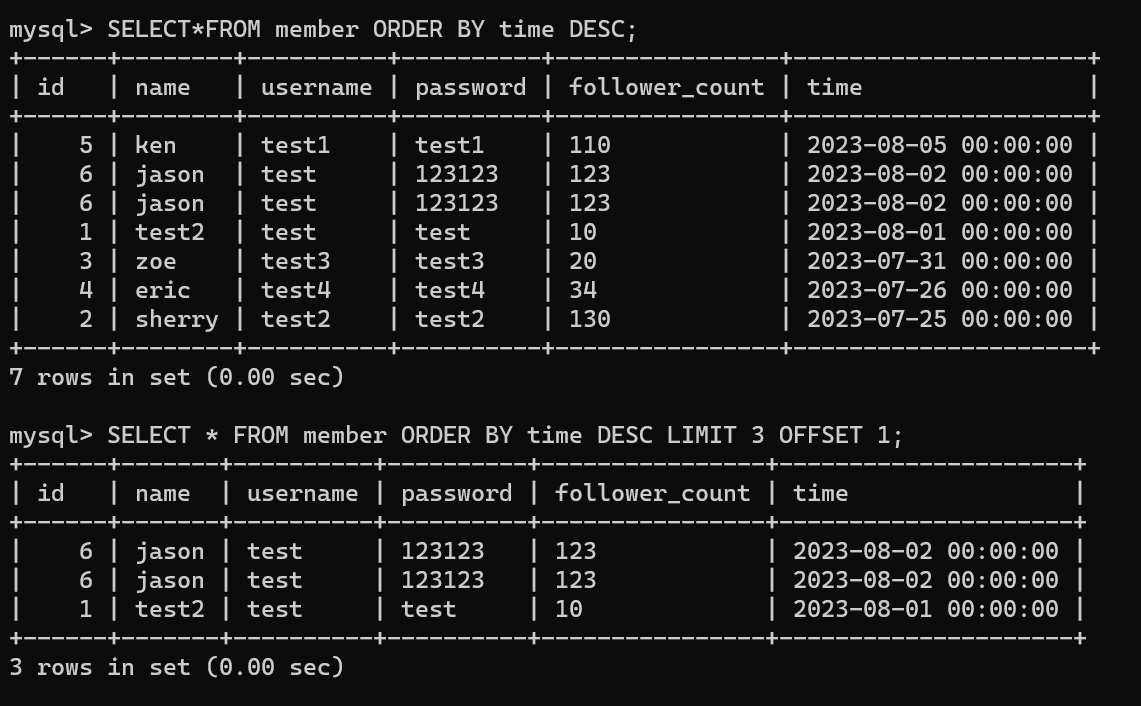 mysql> SELECT*FROM member ORDER BY time DESC;
+------+--------+----------+----------+----------------+---------------------+
| id   | name   | username | password | follower_count | time                |
+------+--------+----------+----------+----------------+---------------------+
|    5 | ken    | test1    | test1    | 110            | 2023-08-05 00:00:00 |
|    6 | jason  | test     | 123123   | 123            | 2023-08-02 00:00:00 |
|    6 | jason  | test     | 123123   | 123            | 2023-08-02 00:00:00 |
|    1 | test2  | test     | test     | 10             | 2023-08-01 00:00:00 |
|    3 | zoe    | test3    | test3    | 20             | 2023-07-31 00:00:00 |
|    4 | eric   | test4    | test4    | 34             | 2023-07-26 00:00:00 |
|    2 | sherry | test2    | test2    | 130            | 2023-07-25 00:00:00 |
+------+--------+----------+----------+----------------+---------------------+
7 rows in set (0.00 sec)

mysql> SELECT * FROM member ORDER BY time DESC LIMIT 3 OFFSET 1;
+------+-------+----------+----------+----------------+---------------------+
| id   | name  | username | password | follower_count | time                |
+------+-------+----------+----------+----------------+---------------------+
|    6 | jason | test     | 123123   | 123            | 2023-08-02 00:00:00 |
|    6 | jason | test     | 123123   | 123            | 2023-08-02 00:00:00 |
|    1 | test2 | test     | test     | 10             | 2023-08-01 00:00:00 |
+------+-------+----------+----------+----------------+---------------------+
3 rows in set (0.00 sec)